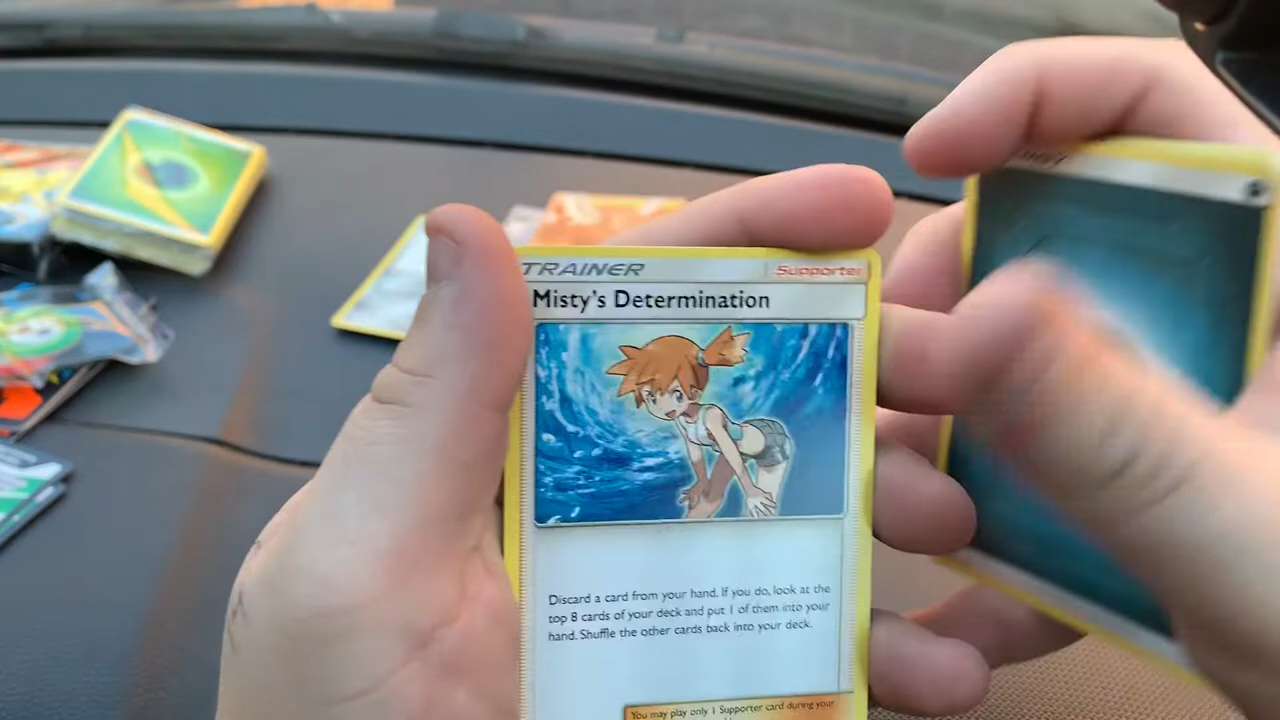 TRAINER
Supporter
Misty's Determination
Discard a card from your hand. If you do, look at the
top 8 cards of your deck and put 1 of them into your
hand. Shuffle the other cards back into your deck.
You may play only 1 Supporter card during your